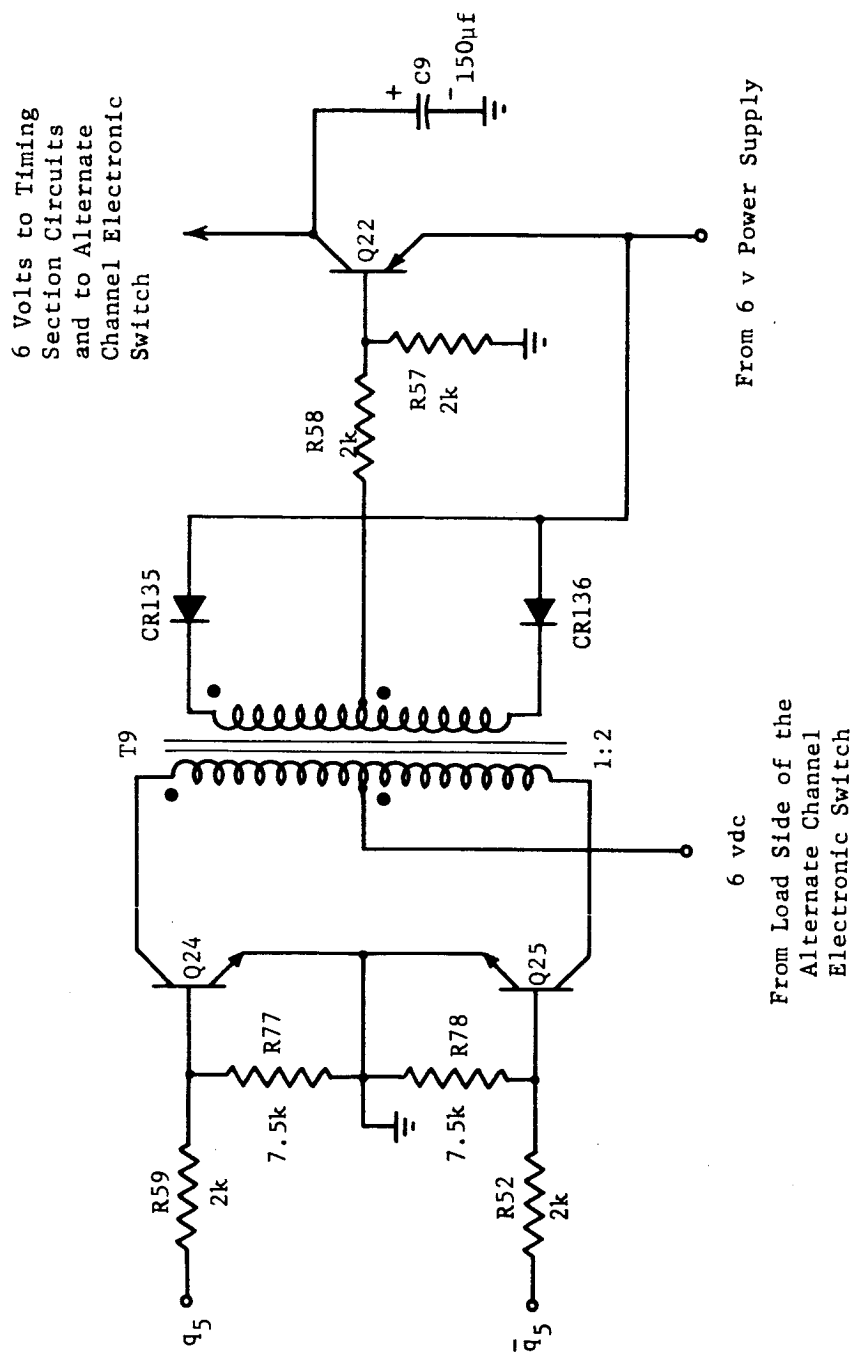 6 Volts to Timing
Section Circuits
and to Alternate
Channel Electronic
Switch
+
C9
-
150μf
Q22
R58
2k
R57
2k
From 6 v Power Supply
CR135
CR136
T9
1:2
6 vdc
From Load Side of the
Alternate Channel
Electronic Switch
Q24
Q25
R77
7.5k
R78
7.5k
R59
2k
R52
2k
q₅
q̄₅